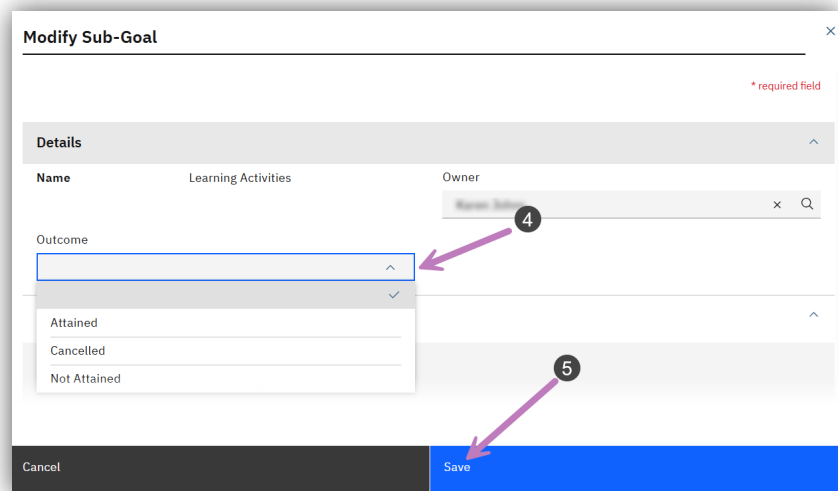 Modify Sub-Goal
* required field
Details
Name Learning Activities Owner
4
Outcome
Attained
Cancelled
Not Attained
5
Cancel Save